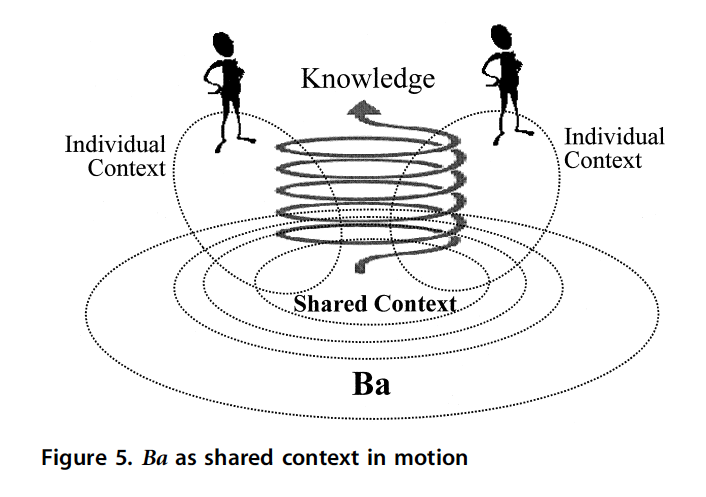 Knowledge
Individual
Context
Individual
Context
Shared Context
Ba
Figure 5. Ba as shared context in motion